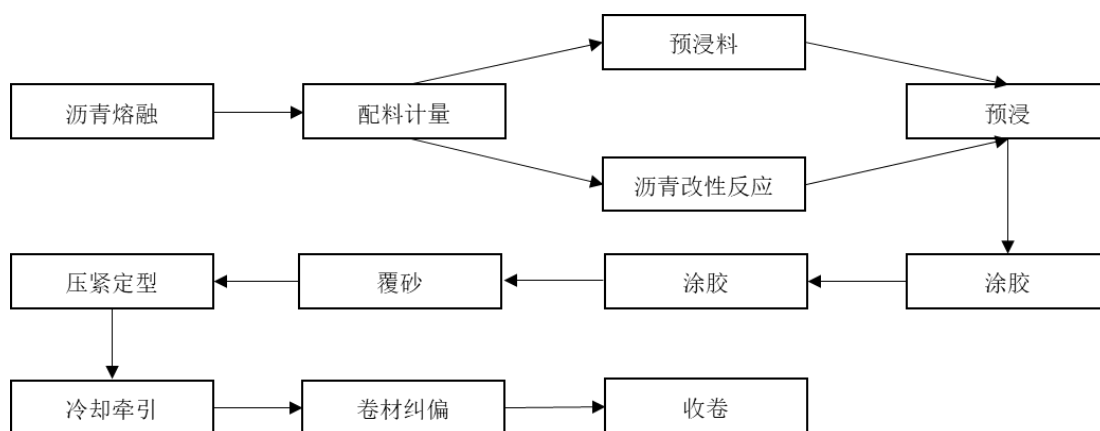 沥青熔融
配料计量
预浸料
沥青改性反应
预浸
涂胶
涂胶
覆砂
压紧定型
冷却牵引
卷材纠偏
收卷